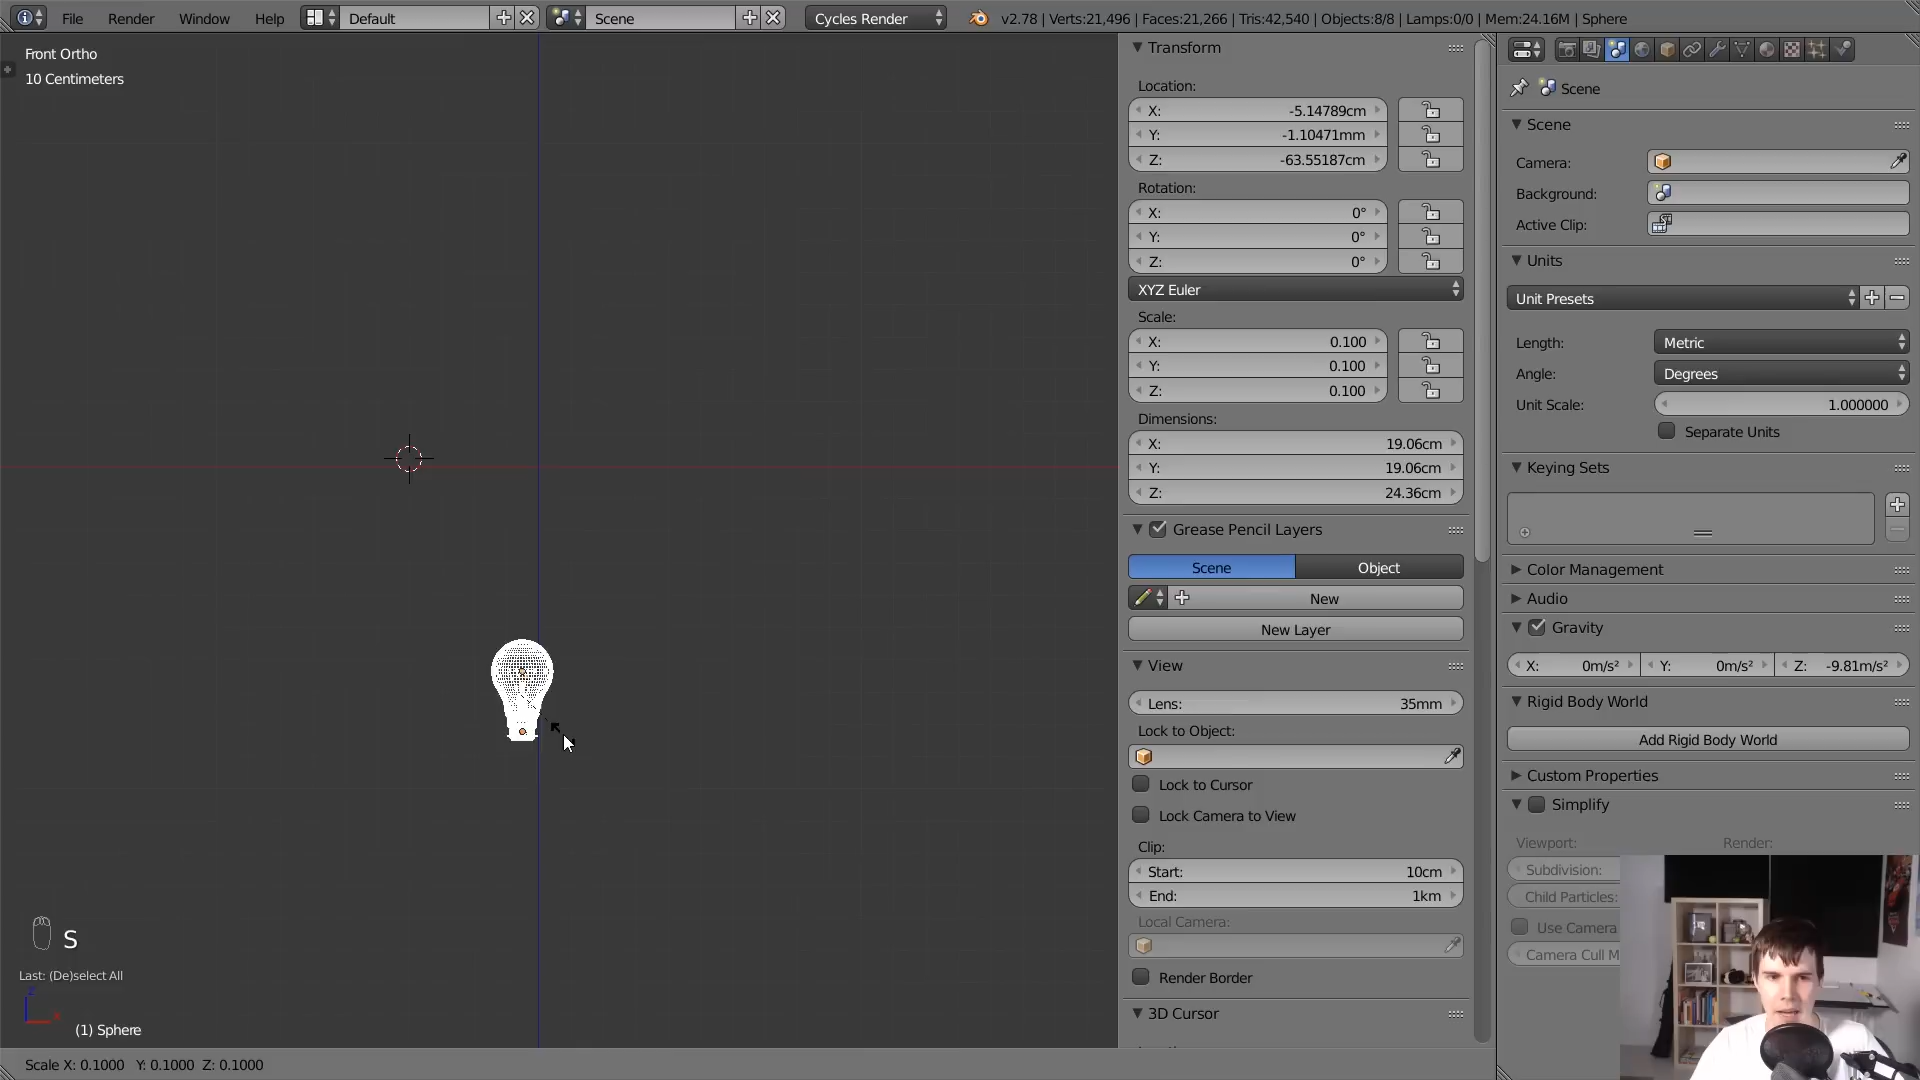 File Render Window Help Default Scene Cycles Render v2.78 | Verts:21,496 | Faces:21,266 | Tris:42,540 | Objects:8/8 | Lamps:0/0 | Mem:24.16M | Sphere
Front Ortho
10 Centimeters
S
Last: (De)select All
z
x
(1) Sphere
Scale X: 0.1000 Y: 0.1000 Z: 0.1000
Transform
Location:
X: -5.14789cm
Y: -1.10471mm
Z: -63.55187cm
Rotation:
X: 0°
Y: 0°
Z: 0°
XYZ Euler
Scale:
X: 0.100
Y: 0.100
Z: 0.100
Dimensions:
X: 19.06cm
Y: 19.06cm
Z: 24.36cm
Grease Pencil Layers
Scene Object
New
New Layer
View
Lens: 35mm
Lock to Object:
Lock to Cursor
Lock Camera to View
Clip:
Start: 10cm
End: 1km
Local Camera:
Render Border
3D Cursor
Scene
Scene
Camera:
Background:
Active Clip:
Units
Unit Presets
Length: Metric
Angle: Degrees
Unit Scale: 1.000000
Separate Units
Keying Sets
Color Management
Audio
Gravity
X: 0m/s² Y: 0m/s² Z: -9.81m/s²
Rigid Body World
Add Rigid Body World
Custom Properties
Simplify
Viewport: Render:
Subdivision:
Child Particles:
Use Camera
Camera Cull M